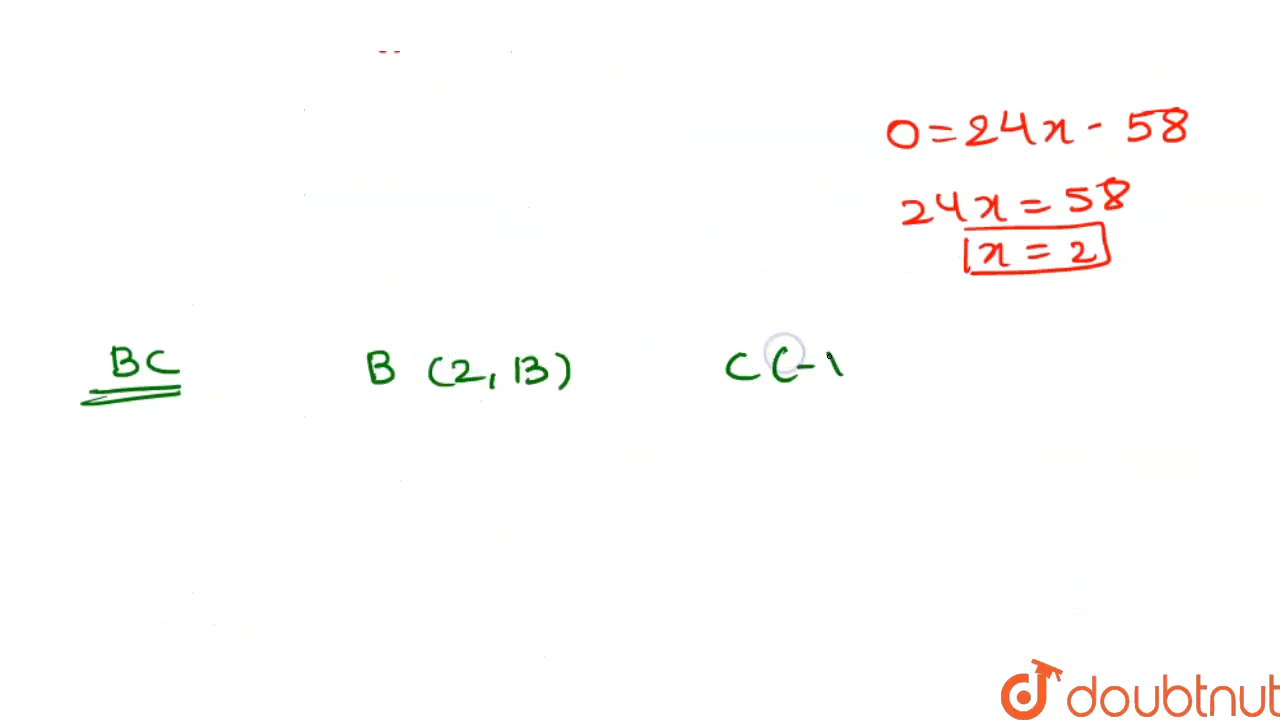 0=24x-58
24x=58
x=2
BC B (2,13) C (-1
doubtnut